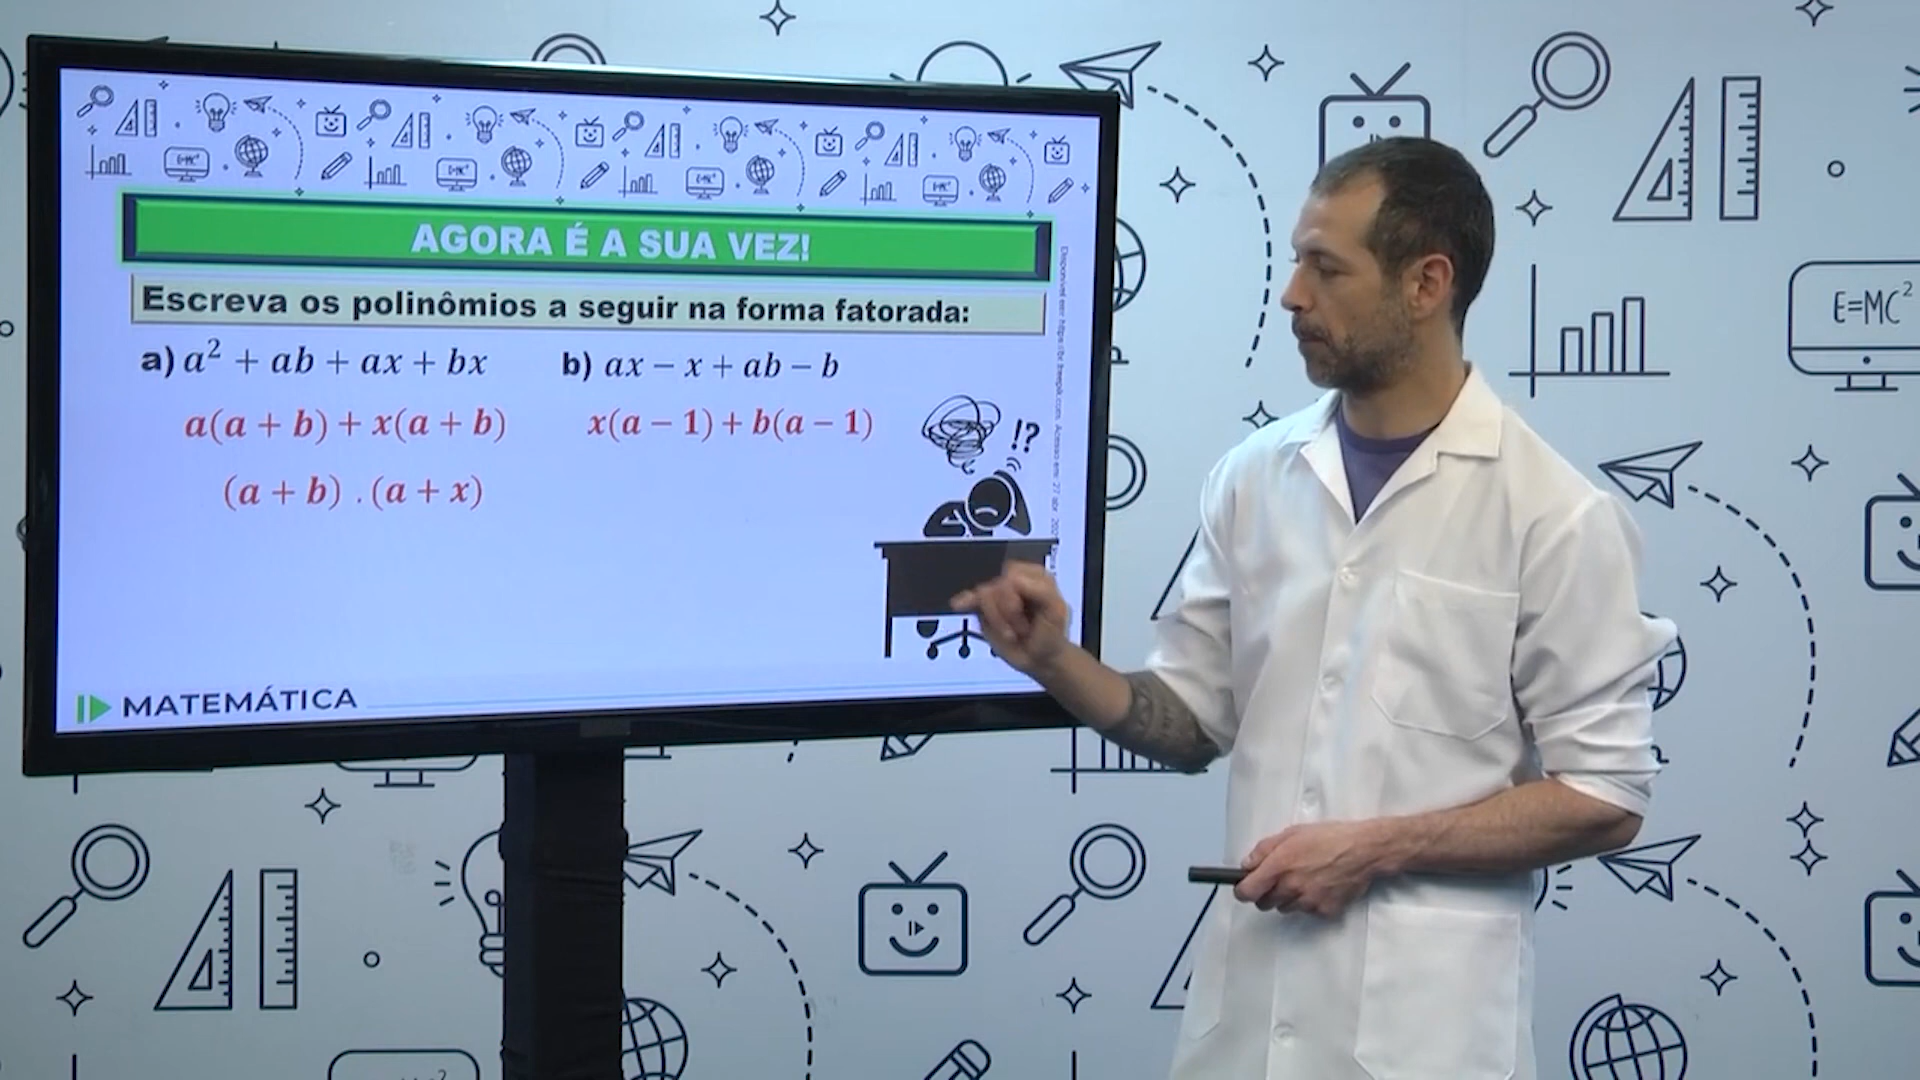 AGORA É A SUA VEZ!
Escreva os polinômios a seguir na forma fatorada:
a) a² + ab + ax + bx
a(a + b) + x(a + b)
(a + b) . (a + x)
b) ax − x + ab − b
x(a − 1) + b(a − 1)
!?
MATEMÁTICA
E=MC²